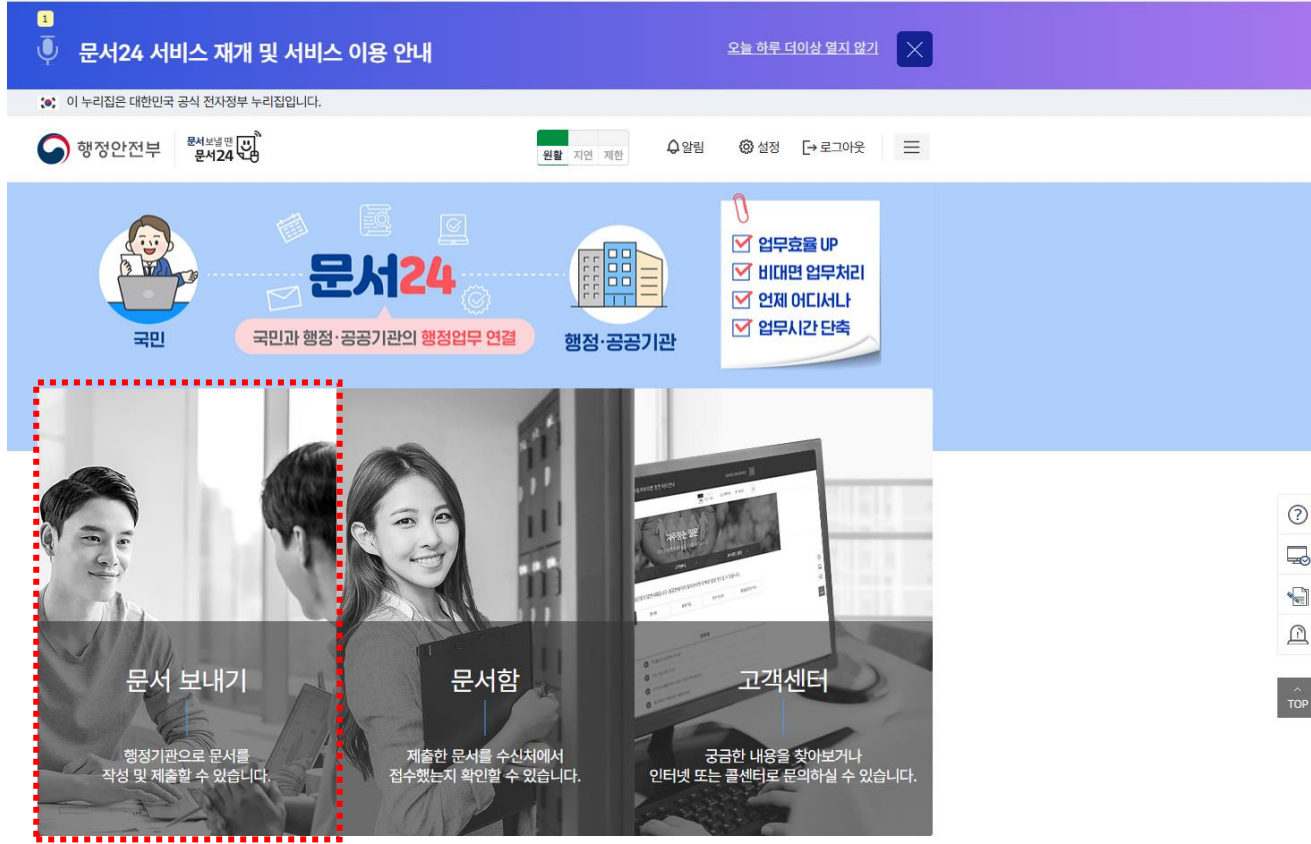 1
문서24 서비스 재개 및 서비스 이용 안내
오늘 하루 더이상 열지 않기
이 누리집은 대한민국 공식 전자정부 누리집입니다.
행정안전부
문서보낼 땐
문서24
원활 지연 제한
알림
설정
로그아웃
업무효율 UP
비대면 업무처리
언제 어디서나
업무시간 단축
문서24
국민
국민과 행정·공공기관의 행정업무 연결
행정·공공기관
자주찾는 질문
문서 보내기
행정기관으로 문서를
작성 및 제출할 수 있습니다.
문서함
제출한 문서를 수신처에서
접수했는지 확인할 수 있습니다.
고객센터
궁금한 내용을 찾아보거나
인터넷 또는 콜센터로 문의하실 수 있습니다.
TOP